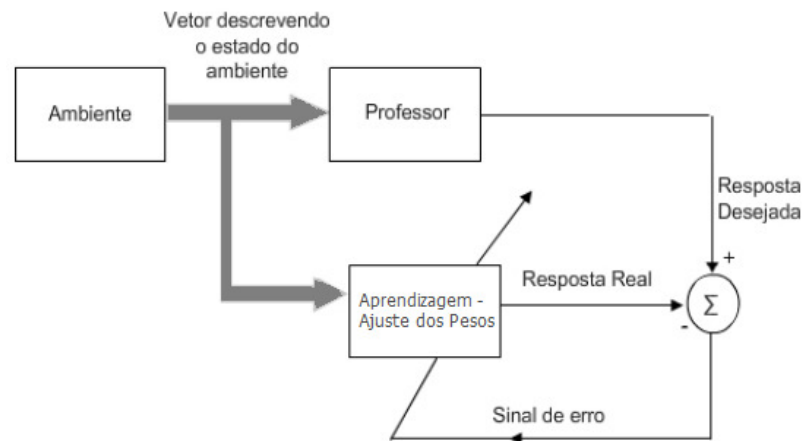 Vetor descrevendo
o estado do
ambiente
Ambiente
Professor
Resposta
Desejada
+
Aprendizagem -
Ajuste dos Pesos
Resposta Real
Σ
-
Sinal de erro